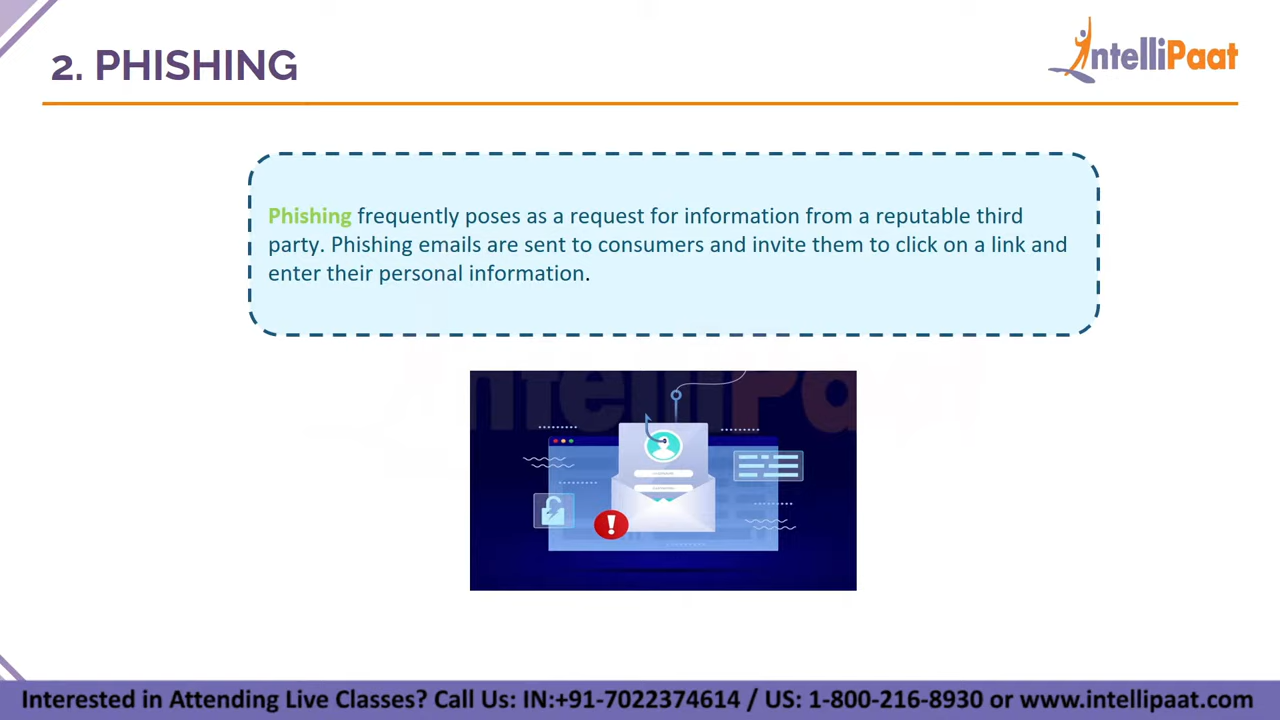 2. PHISHING
IntelliPaat
Phishing frequently poses as a request for information from a reputable third
party. Phishing emails are sent to consumers and invite them to click on a link and
enter their personal information.
IntelliPaat
Interested in Attending Live Classes? Call Us: IN:+91-7022374614 / US: 1-800-216-8930 or www.intellipaat.com